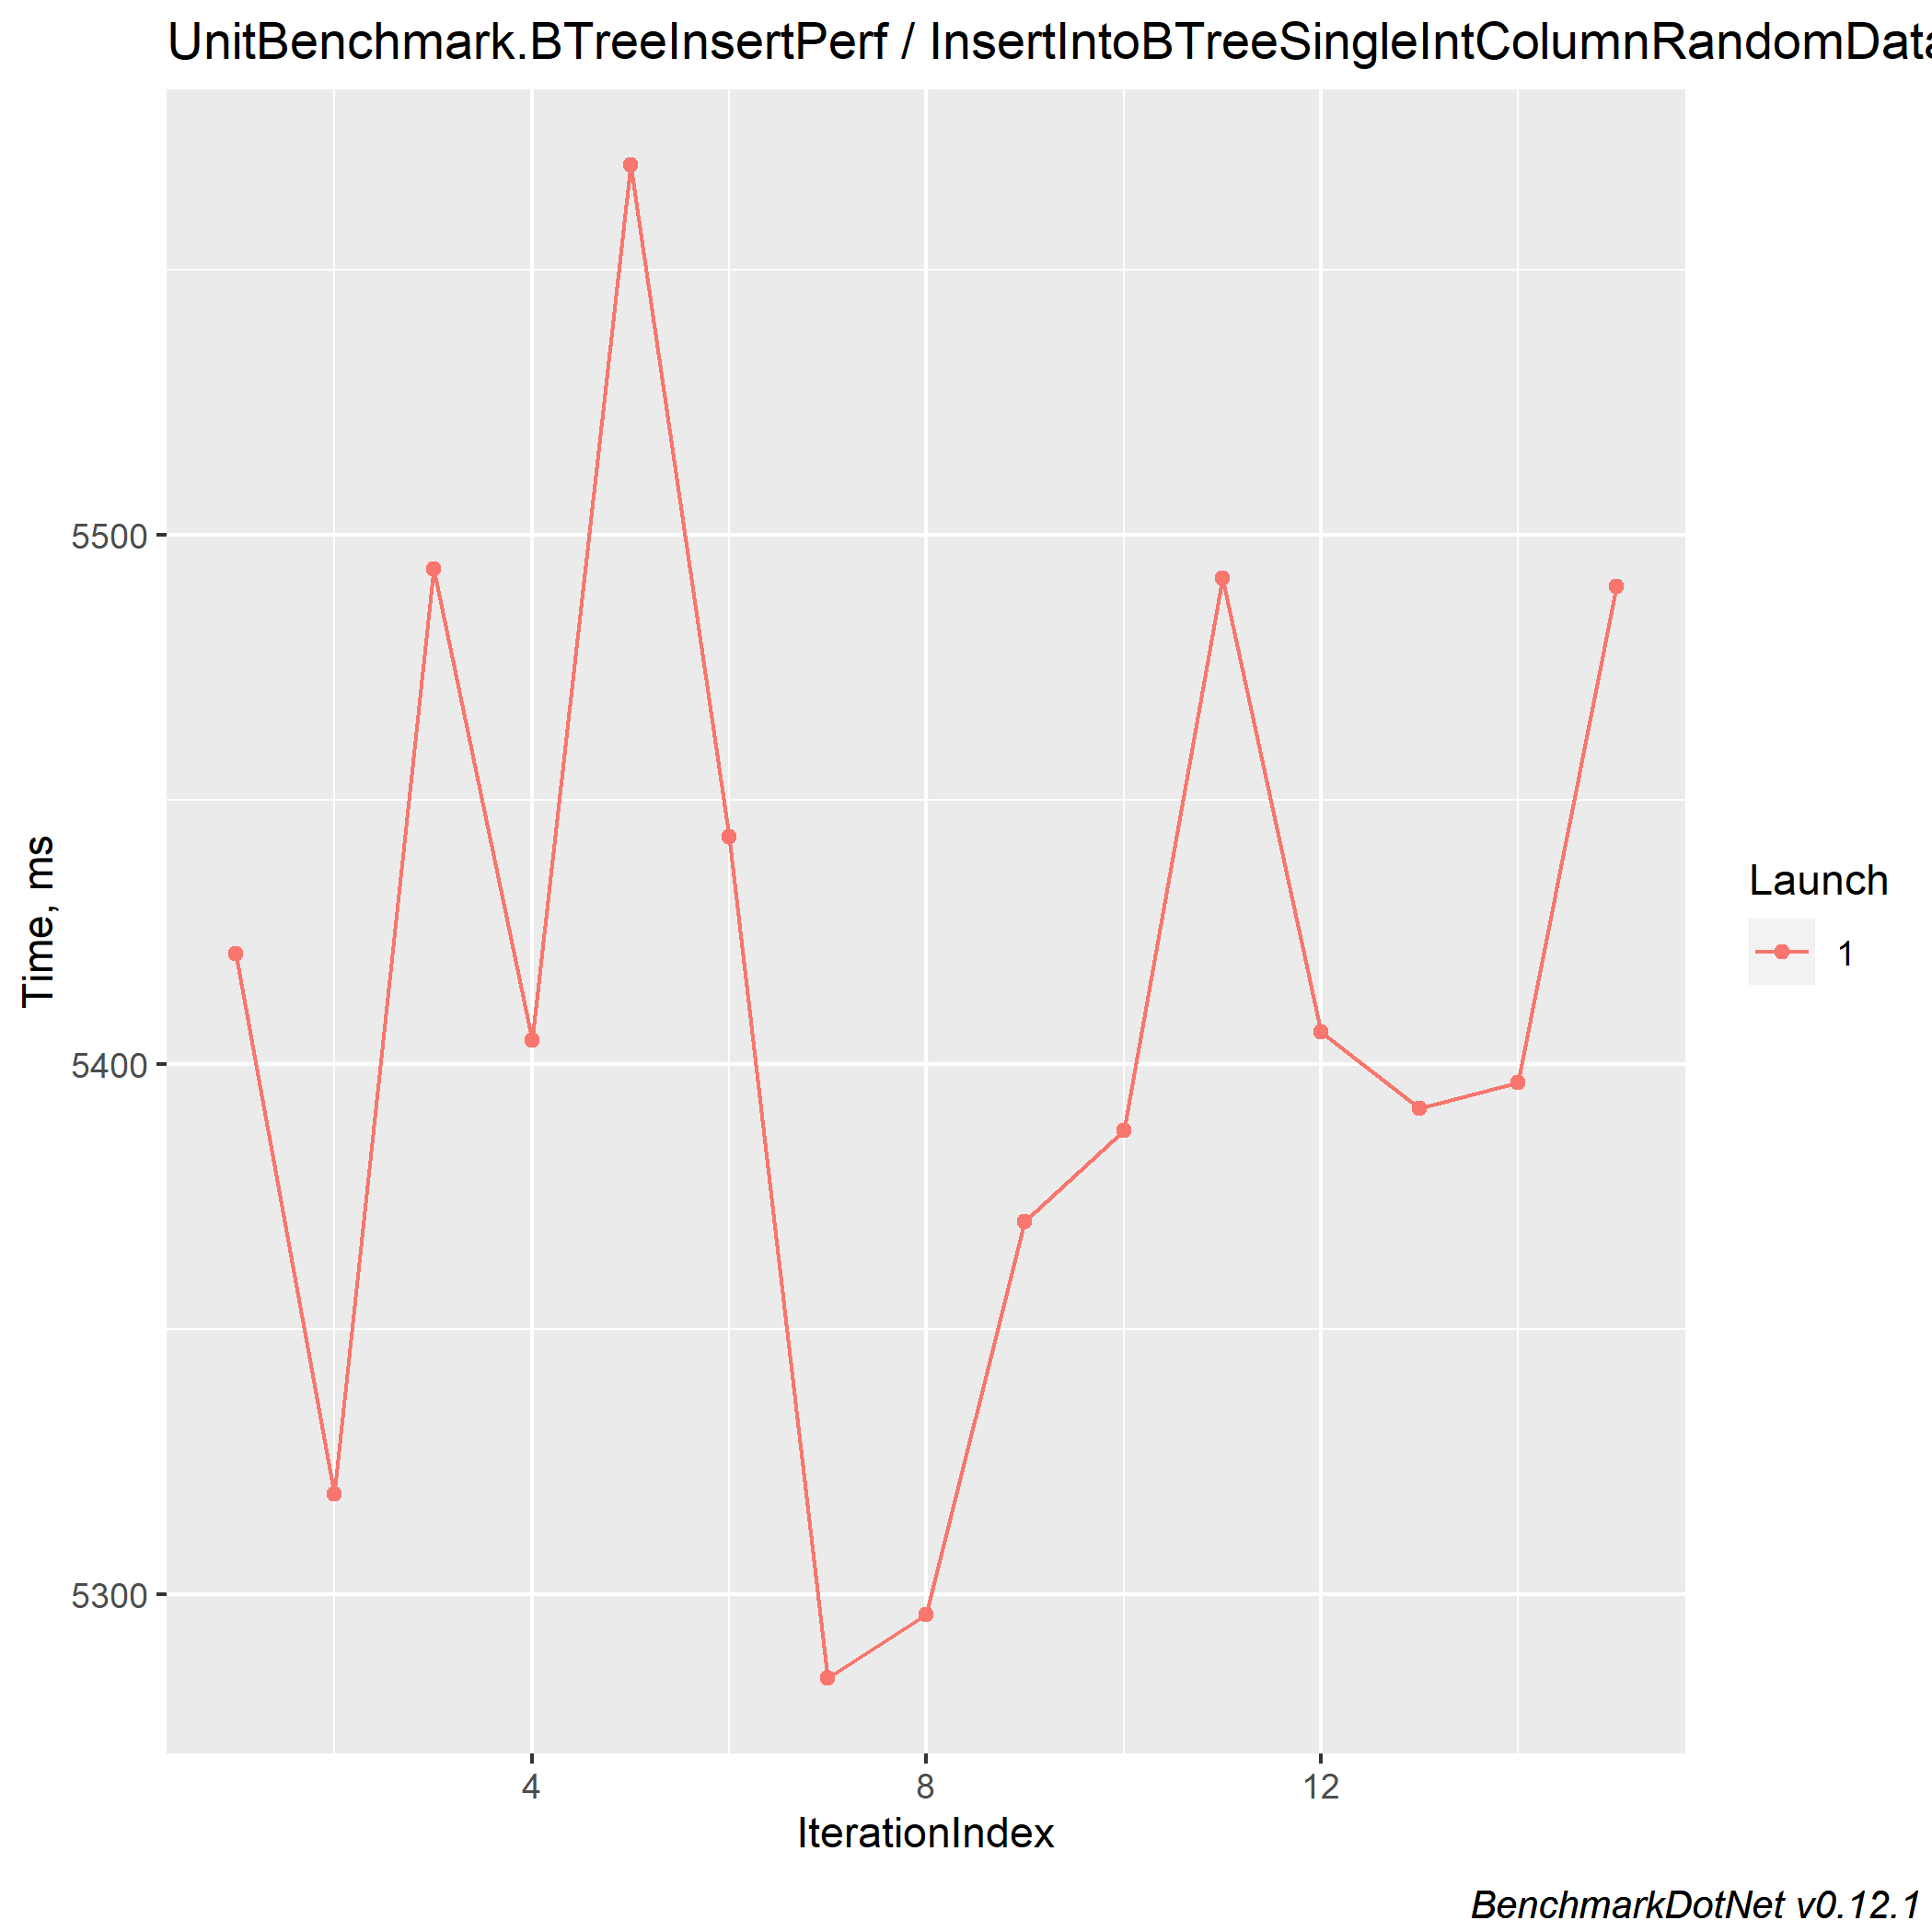 UnitBenchmark.BTreeInsertPerf / InsertIntoBTreeSingleIntColumnRandomData
5500
5400
5300
Time, ms
4
8
12
IterationIndex
Launch
1
BenchmarkDotNet v0.12.1